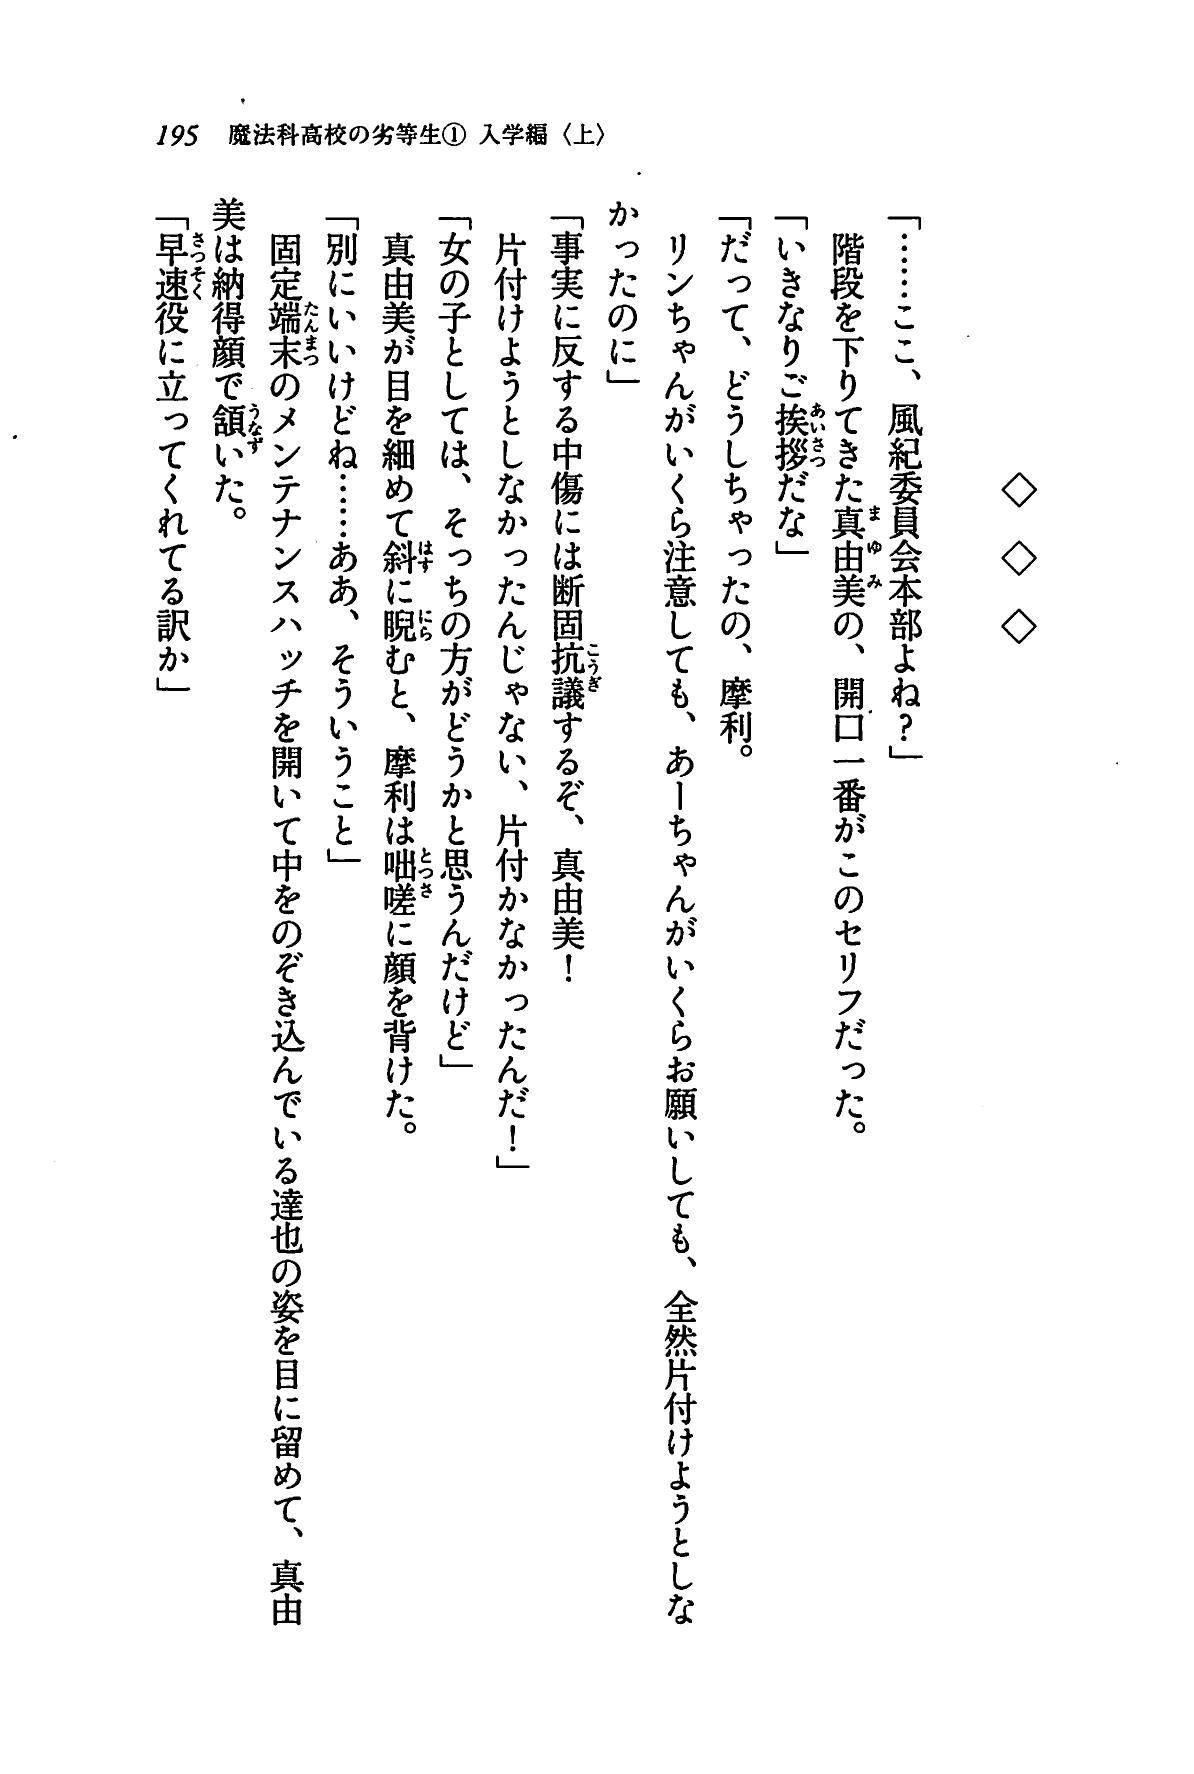 195 魔法科高校の劣等生① 入学編〈上〉
◇ ◇ ◇
「……ここ、風紀委員会本部よね？」
階段を下りてきた真由美の、開口一番がこのセリフだった。
「いきなりご挨拶だな」
「だって、どうしちゃったの、摩利。
リンちゃんがいくら注意しても、あーちゃんがいくらお願いしても、全然片付けようとしな
かったのに」
「事実に反する中傷には断固抗議するぞ、真由美！
片付けようとしなかったんじゃない、片付かなかったんだ！」
「女の子としては、そっちの方がどうかと思うんだけど」
真由美が目を細めて斜に睨むと、摩利は咄嗟に顔を背けた。
「別にいいけどね……ああ、そういうこと」
固定端末のメンテナンスハッチを開いて中をのぞき込んでいる達也の姿を目に留めて、真由
美は納得顔で頷いた。
「早速役に立ってくれてる訳か」